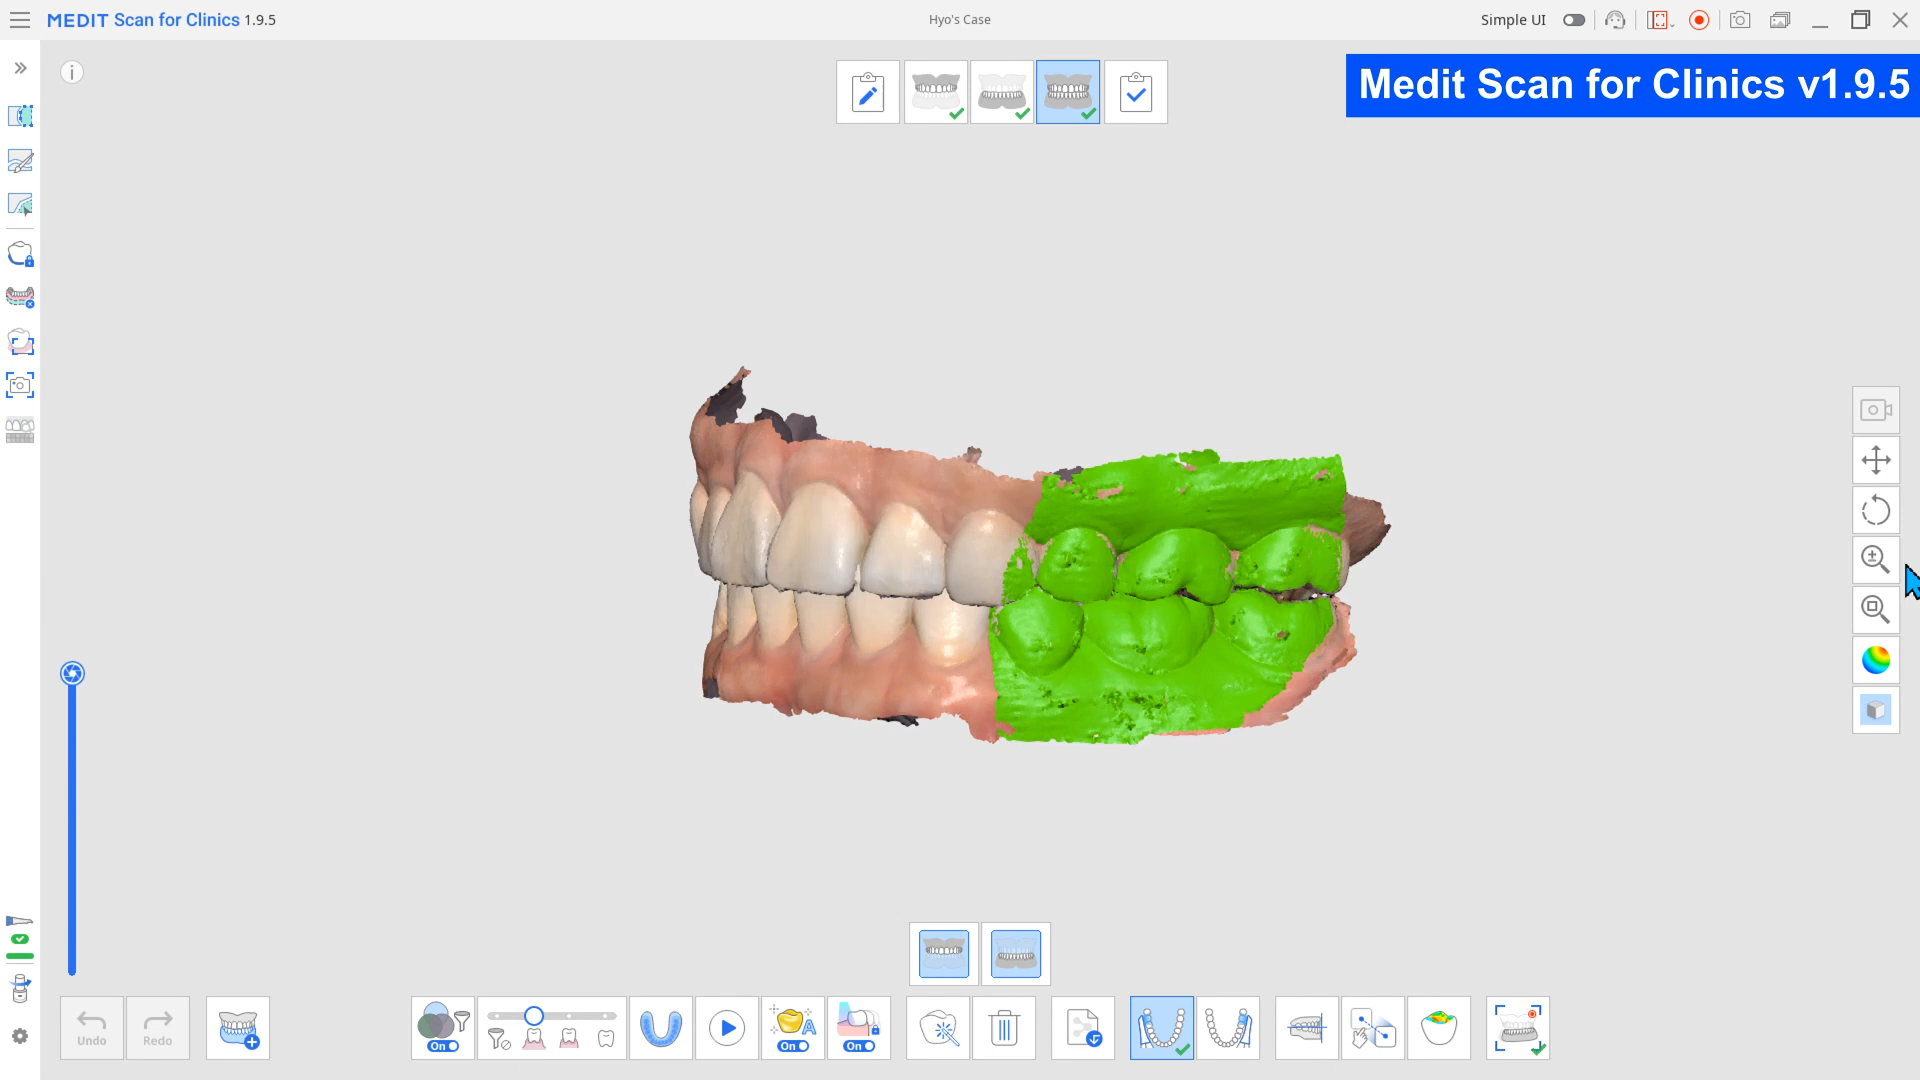 MEDIT Scan for Clinics 1.9.5
Hyo's Case
Simple UI
Medit Scan for Clinics v1.9.5
i
Undo
Redo
On
A
On
On